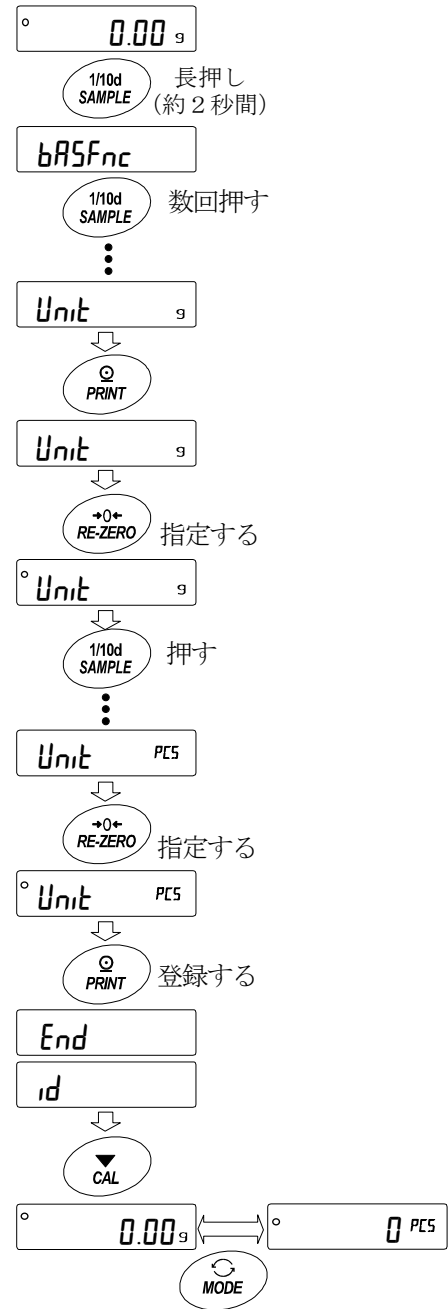 0.00 g
1/10d
SAMPLE
長押し
(約2秒間)
bASFnc
1/10d
SAMPLE
数回押す
Unit g
PRINT
Unit g
→0←
RE-ZERO
指定する
Unit g
1/10d
SAMPLE
押す
Unit PCS
→0←
RE-ZERO
指定する
Unit PCS
PRINT
登録する
End
id
CAL
0.00 g
0 PCS
MODE